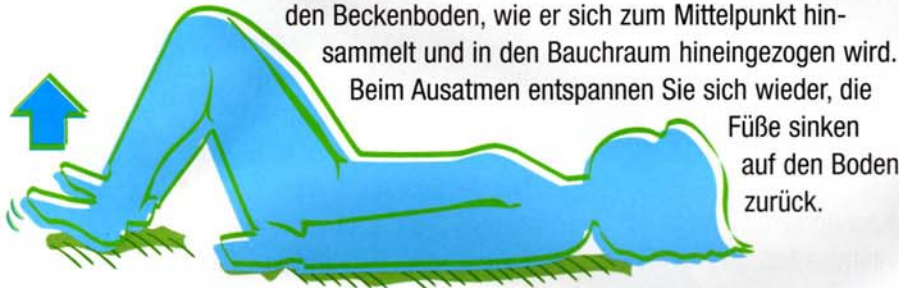 den Beckenboden, wie er sich zum Mittelpunkt hin-
sammelt und in den Bauchraum hineingezogen wird.
Beim Ausatmen entspannen Sie sich wieder, die
Füße sinken
auf den Boden
zurück.